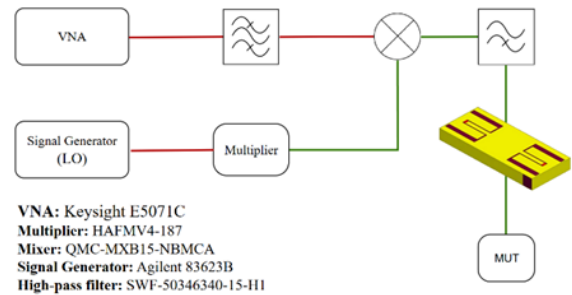 VNA
Signal Generator
(LO)
Multiplier
MUT
VNA: Keysight E5071C
Multiplier: HAFMV4-187
Mixer: QMC-MXB15-NBMCA
Signal Generator: Agilent 83623B
High-pass filter: SWF-50346340-15-H1